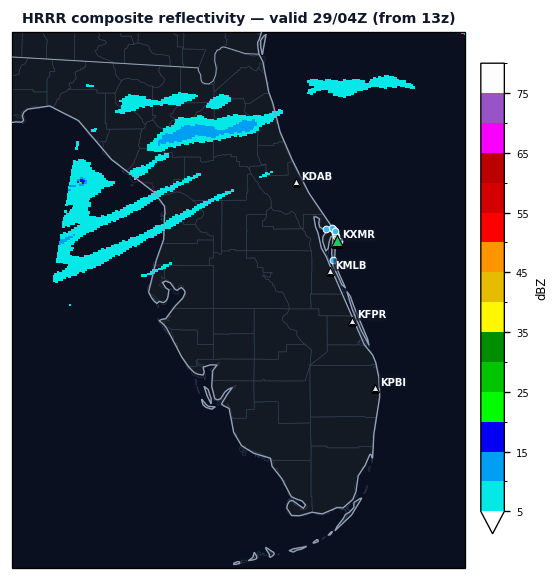 HRRR composite reflectivity — valid 29/04Z (from 13z)
KDAB
KXMR
KMLB
KFPR
KPBI
75
65
55
45
35
25
15
5
dBZ